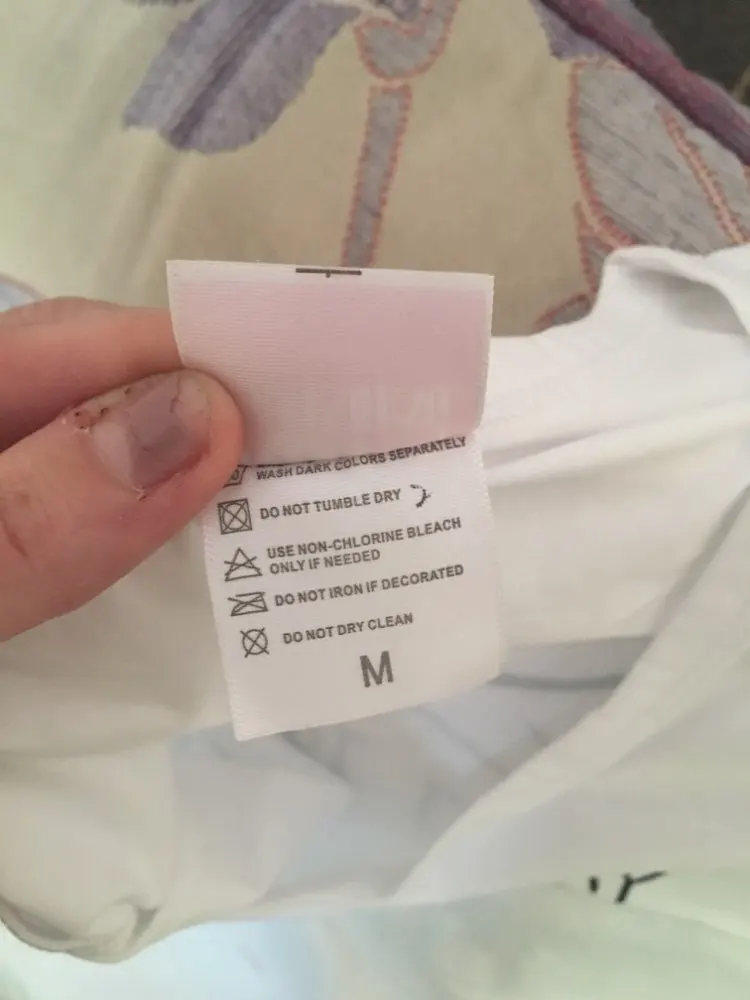 WASH DARK COLORS SEPARATELY
DO NOT TUMBLE DRY
USE NON-CHLORINE BLEACH
ONLY IF NEEDED
DO NOT IRON IF DECORATED
DO NOT DRY CLEAN
M